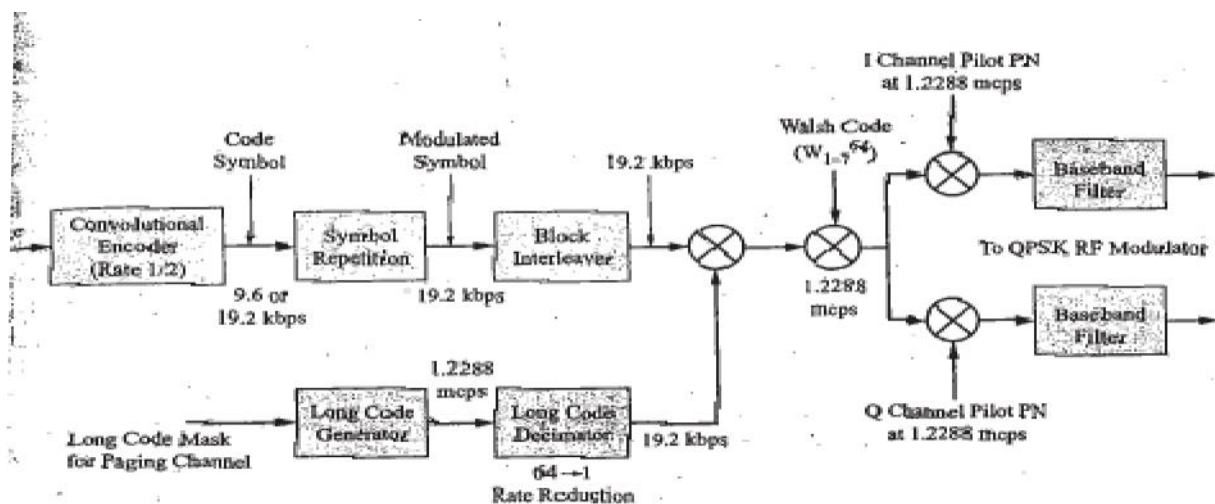 I Channel Pilot PN
at 1.2288 mcps
Code
Symbol
Modulated
Symbol
19.2 kbps
Walsh Code
(W1-7^64)
Convolutional
Encoder
(Rate 1/2)
Symbol
Repetition
Block
Interleaver
Baseband
Filter
9.6 or
19.2 kbps
19.2 kbps
1.2288
mcps
To QPSK RF Modulator
1.2288
mcps
Long Code
Generator
Long Code
Decimator
19.2 kbps
Baseband
Filter
Long Code Mask
for Paging Channel
64→1
Rate Reduction
Q Channel Pilot PN
at 1.2288 mcps